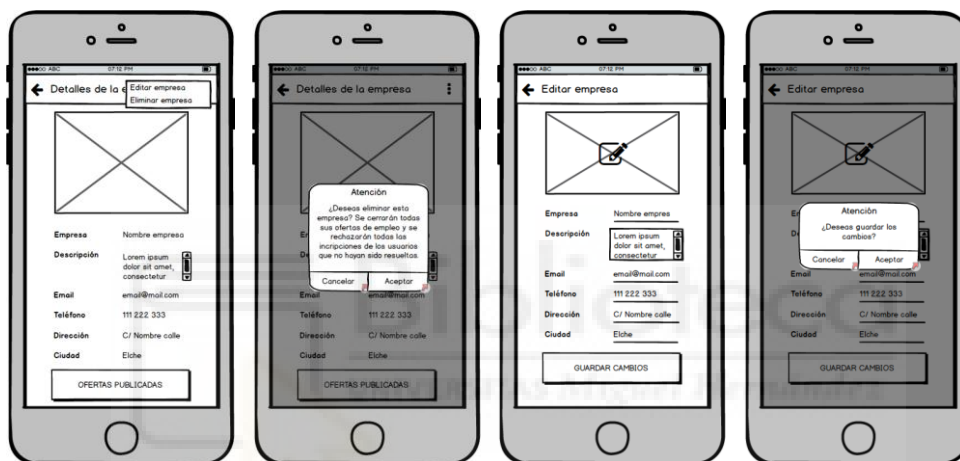 ABC 07:12 PM
Detalles de la e
Editar empresa
Eliminar empresa
Empresa Nombre empresa
Descripción Lorem ipsum
dolor sit amet,
consectetur
Email email@mail.com
Teléfono 111 222 333
Dirección C/ Nombre calle
Ciudad Elche
OFERTAS PUBLICADAS
ABC 07:12 PM
Detalles de la empresa
Atención
¿Deseas eliminar esta
empresa? Se cerrarán todas
sus ofertas de empleo y se
rechazarán todas las
incripciones de los usuarios
que no hayan sido resueltas.
Cancelar Aceptar
Email email@mail.com
Teléfono 111 222 333
Dirección C/ Nombre calle
Ciudad Elche
OFERTAS PUBLICADAS
ABC 07:12 PM
Editar empresa
Empresa Nombre empresa
Descripción Lorem ipsum
dolor sit amet,
consectetur
Email email@mail.com
Teléfono 111 222 333
Dirección C/ Nombre calle
Ciudad Elche
GUARDAR CAMBIOS
ABC 07:12 PM
Editar empresa
Atención
¿Deseas guardar los
cambios?
Cancelar Aceptar
Email email@mail.com
Teléfono 111 222 333
Dirección C/ Nombre calle
Ciudad Elche
GUARDAR CAMBIOS
Biblioteca
UNIVERSITAS Miguel Hernández